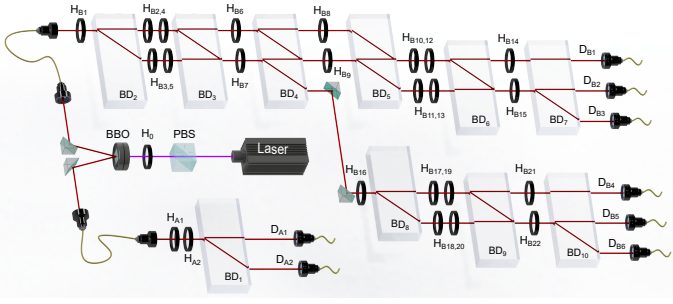 H_B1 H_B2,4 H_B6 H_B8 H_B10,12 H_B14 D_B1
H_B3,5 H_B7 H_B9 D_B2
BD_2 BD_3 BD_4 BD_5 H_B11,13 H_B15 D_B3
BD_6 BD_7
BBO H_0 PBS
Laser
H_B16 H_B17,19 H_B21 D_B4
H_A1 D_A1 D_B5
BD_8 H_B18,20 H_B22
H_A2 D_A2 BD_9 BD_10 D_B6
BD_1